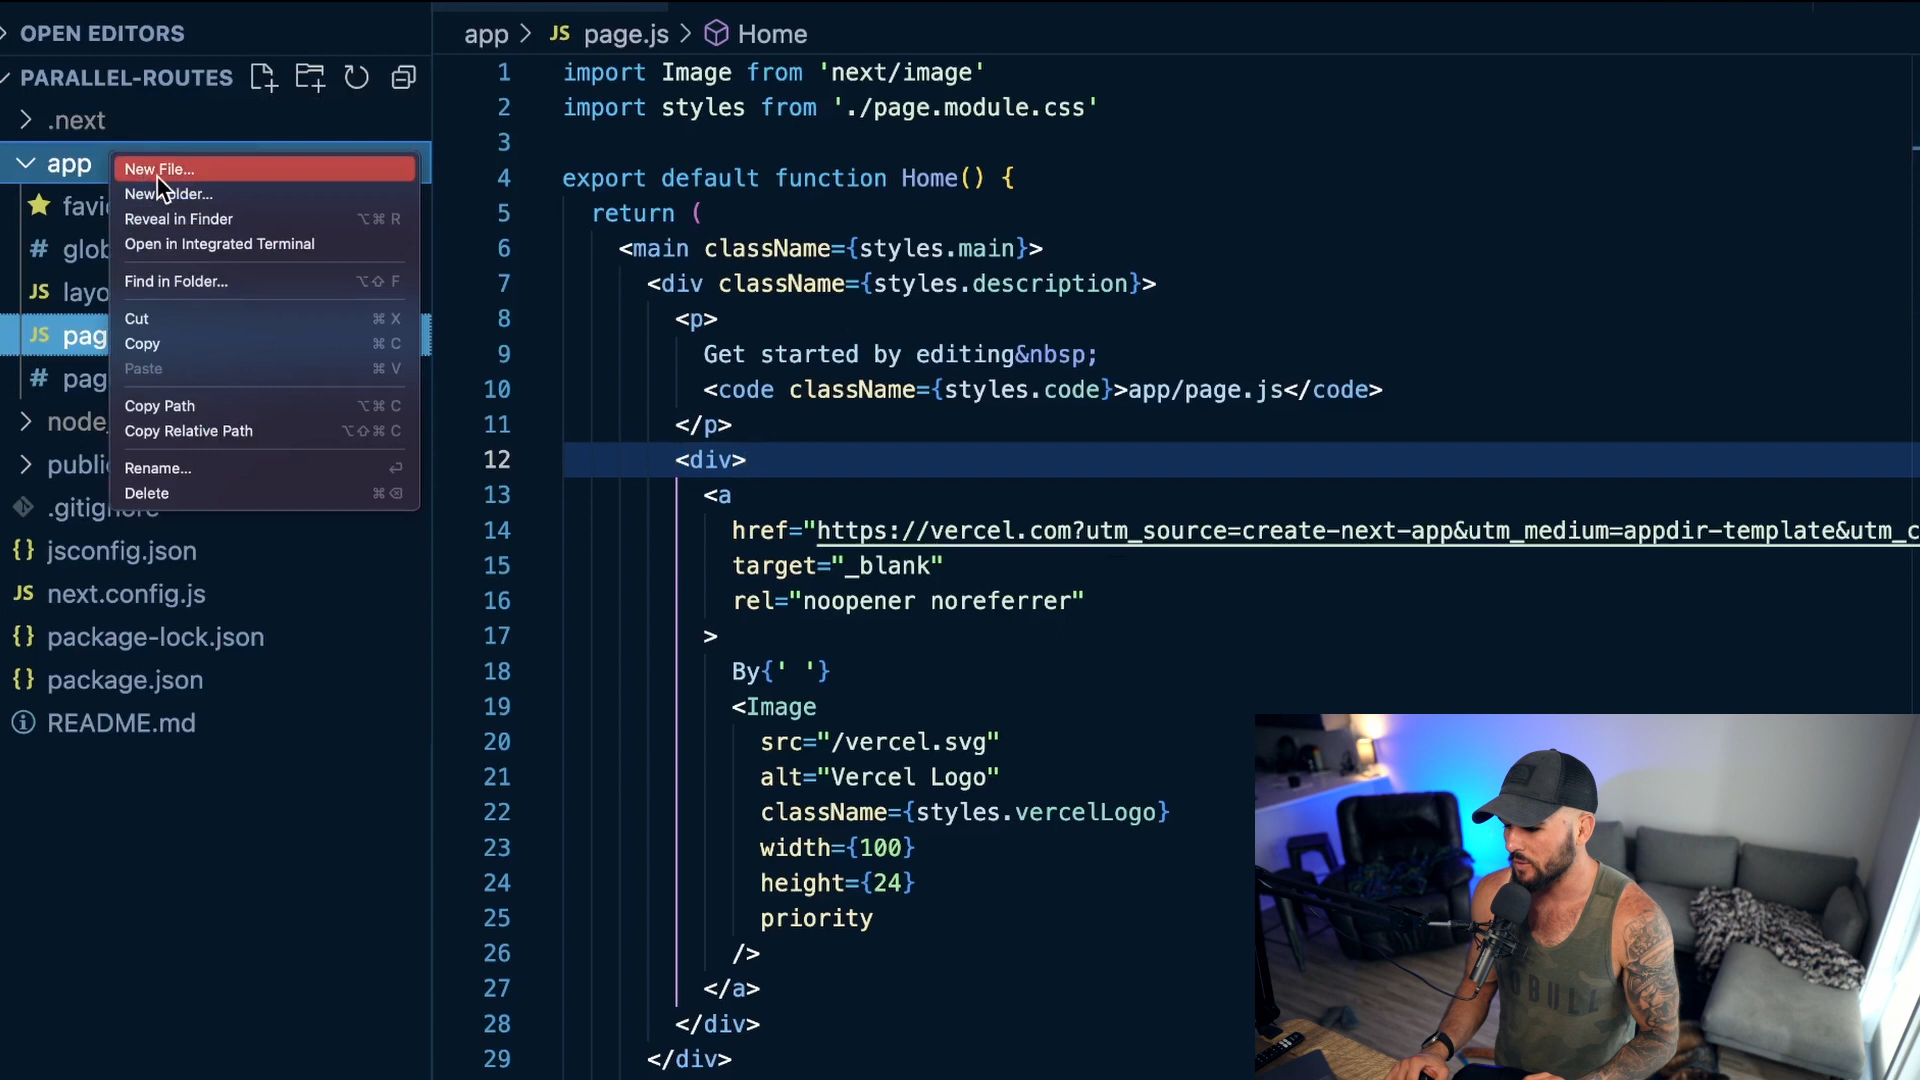 OPEN EDITORS
PARALLEL-ROUTES
.next
app
favi
# glob
JS layo
JS pag
# pag
node_
public
.gitignore
{} jsconfig.json
JS next.config.js
{} package-lock.json
{} package.json
README.md
New File...
New Folder...
Reveal in Finder ⌥⌘ R
Open in Integrated Terminal
Find in Folder... ⌥⇧ F
Cut ⌘ X
Copy ⌘ C
Paste ⌘ V
Copy Path ⌥⌘ C
Copy Relative Path ⌥⇧⌘ C
Rename... ⏎
Delete ⌘⌫
app > JS page.js > Home
1 import Image from 'next/image'
2 import styles from './page.module.css'
3
4 export default function Home() {
5 return (
6 <main className={styles.main}>
7 <div className={styles.description}>
8 <p>
9 Get started by editing&nbsp;
10 <code className={styles.code}>app/page.js</code>
11 </p>
12 <div>
13 <a
14 href="https://vercel.com?utm_source=create-next-app&utm_medium=appdir-template&utm_c
15 target="_blank"
16 rel="noopener noreferrer"
17 >
18 By{' '}
19 <Image
20 src="/vercel.svg"
21 alt="Vercel Logo"
22 className={styles.vercelLogo}
23 width={100}
24 height={24}
25 priority
26 />
27 </a>
28 </div>
29 </div>